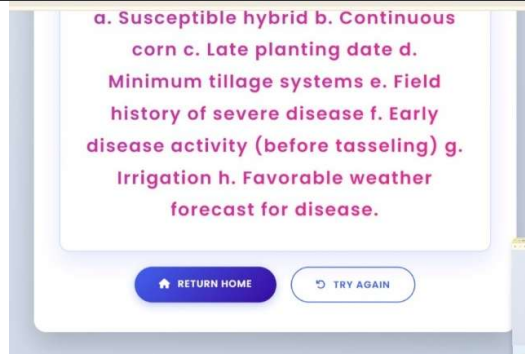 a. Susceptible hybrid b. Continuous
corn c. Late planting date d.
Minimum tillage systems e. Field
history of severe disease f. Early
disease activity (before tasseling) g.
Irrigation h. Favorable weather
forecast for disease.
RETURN HOME
TRY AGAIN